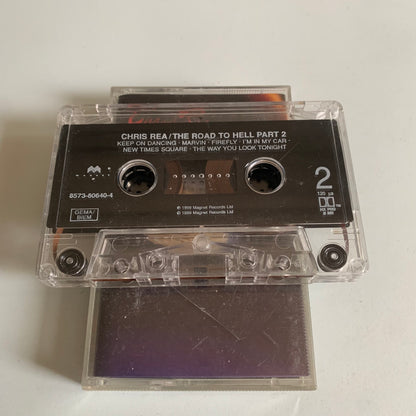 CHRIS REA/THE ROAD TO HELL PART 2
KEEP ON DANCING · MARVIN · FIREFLY · I'M IN MY CAR ·
NEW TIMES SQUARE · THE WAY YOU LOOK TONIGHT
8573-80640-4
2
GEMA/
BIEM
℗ 1999 Magnet Records Ltd
© 1999 Magnet Records Ltd